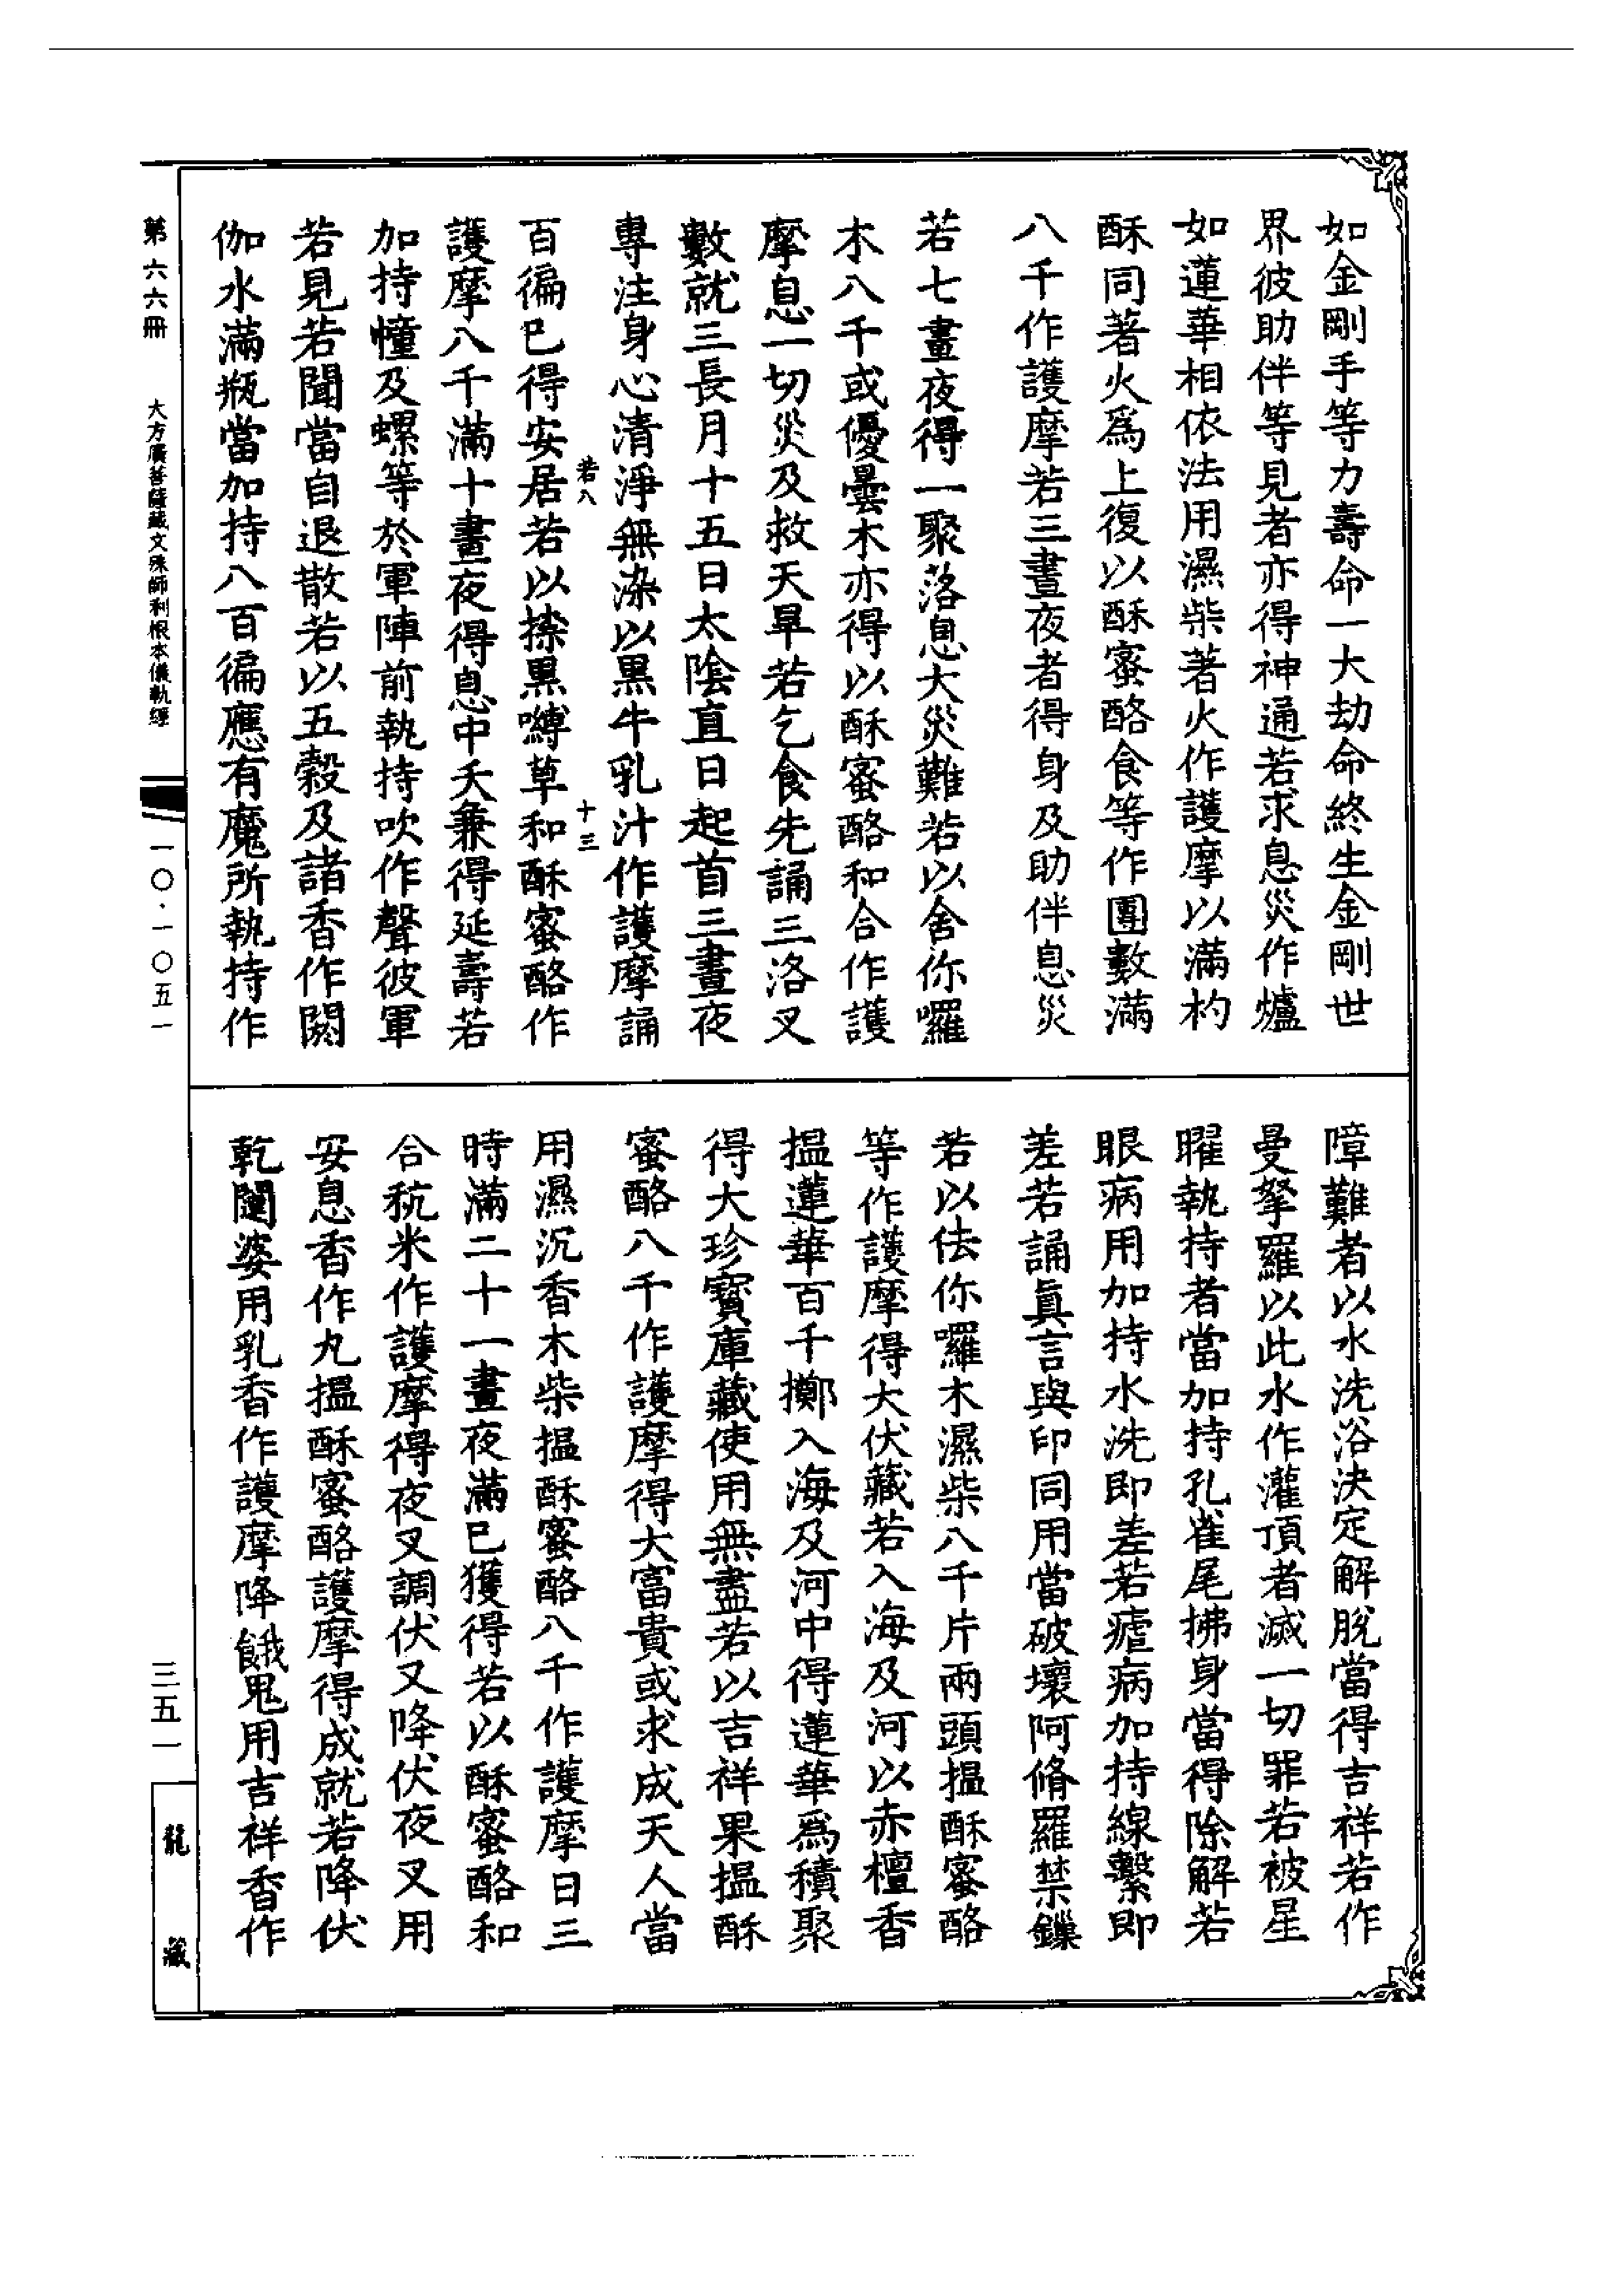 如金剛手等力壽命一大劫命終生金剛世
界彼助伴等見者亦得神通若求息災作爐
如蓮華相依法用濕柴著火作護摩以滿杓
酥同著火爲上復以酥蜜酪食等作團數滿
八千作護摩若三晝夜者得身及助伴息災
若七晝夜得一聚落息大災難若以舍你囉
木八千或優曇木亦得以酥蜜酪和合作護
摩息一切災及救天旱若乞食先誦三洛叉
數就三長月十五日太陰直日起首三晝夜
專注身心清淨無染以黑牛乳汁作護摩誦
若八 十三
百徧已得安居若以搽黒嚩草和酥蜜酪作
護摩八千滿十晝夜得息中夭兼得延壽若
加持幢及螺等於軍陣前執持吹作聲彼軍
若見若聞當自退散若以五穀及諸香作閼
伽水滿瓶當加持八百徧應有魔所執持作
障難者以水洗浴決定解脫當得吉祥若作
曼拏羅以此水作灌頂者滅一切罪若被星
曜執持者當加持孔雀尾拂身當得除解若
眼病用加持水洗即差若瘧病加持線繫即
差若誦眞言與印同用當破壞阿脩羅禁鏁
若以佉你囉木濕柴八千片兩頭揾酥蜜酪
等作護摩得大伏藏若入海及河以赤檀香
揾蓮華百千擲入海及河中得蓮華爲積聚
得大珍寶庫藏使用無盡若以吉祥果揾酥
蜜酪八千作護摩得大富貴或求成天人當
用濕沉香木柴揾酥蜜酪八千作護摩日三
時滿二十一晝夜滿已獲得若以酥蜜酪和
合秔米作護摩得夜叉調伏又降伏夜叉用
安息香作丸揾酥蜜酪護摩得成就若降伏
乾闥婆用乳香作護摩降餓鬼用吉祥香作
第六六冊 大方廣菩薩藏文殊師利根本儀軌經 一〇·一〇五一
三五一
龍藏